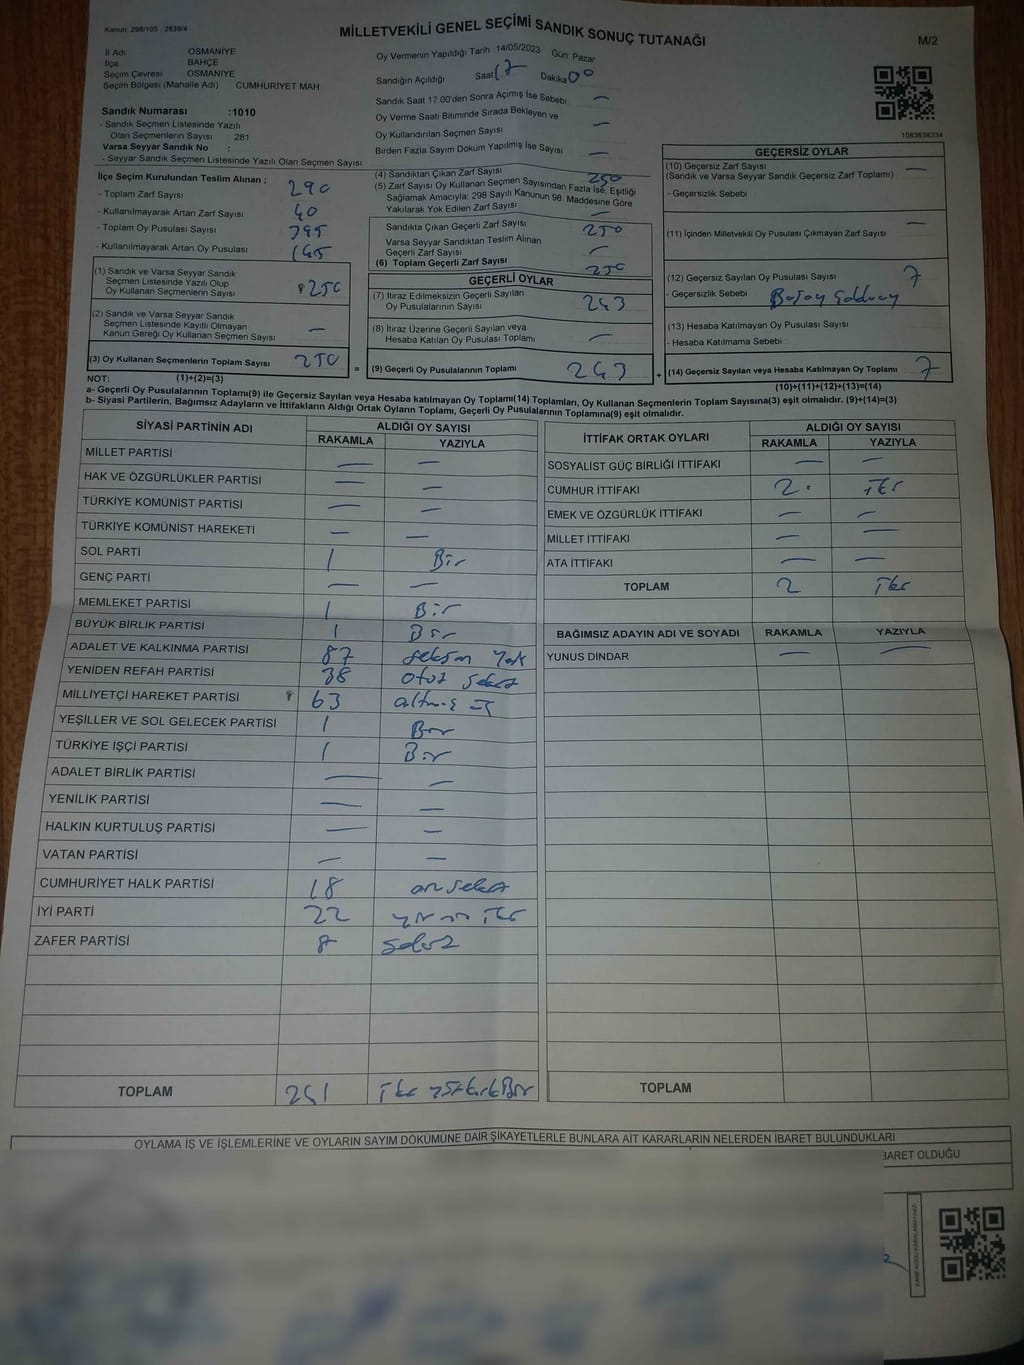 Kanun: 298/105 , 2839/4
MİLLETVEKİLİ GENEL SEÇİMİ SANDIK SONUÇ TUTANAĞI
M/2
İl Adı OSMANİYE
İlçe BAHÇE
Seçim Çevresi OSMANİYE
Seçim Bölgesi (Mahalle Adı) CUMHURİYET MAH
Sandık Numarası :1010
- Sandık Seçmen Listesinde Yazılı
Olan Seçmenlerin Sayısı 281
Varsa Seyyar Sandık No :
- Seyyar Sandık Seçmen Listesinde Yazılı Olan Seçmen Sayısı
Oy Vermenin Yapıldığı Tarih 14/05/2023 Gün Pazar
Sandığın Açıldığı Saat 17 Dakika 00
Sandık Saat 17.00'den Sonra Açımış İse Sebebi —
Oy Verme Saati Bitiminde Sırada Bekleyen ve
Oy Kullandırılan Seçmen Sayısı —
Birden Fazla Sayım Döküm Yapılmış İse Sayısı —
1083638334
İlçe Seçim Kurulundan Teslim Alınan ;
- Toplam Zarf Sayısı 290
- Kullanılmayarak Artan Zarf Sayısı 40
- Toplam Oy Pusulası 395
- Kullanılmayarak Artan Oy Pusulası 145
(1) Sandık ve Varsa Seyyar Sandık
Seçmen Listesinde Yazılı Olup
Oy Kullanan Seçmenlerin Sayısı 250
(2) Sandık ve Varsa Seyyar Sandık
Seçmen Listesinde Kayıtlı Olmayan
Kanun Gereği Oy Kullanan Seçmen Sayısı —
(3) Oy Kullanan Seçmenlerin Toplam Sayısı 250 =
(4) Sandıktan Çıkan Zarf Sayısı 250
(5) Zarf Sayısı Oy Kullanan Seçmen Sayısından Fazla İse, Eşitliği
Sağlamak Amacıyla; 298 Sayılı Kanunun 98. Maddesine Göre
Yakılarak Yok Edilen Zarf Sayısı —
Sandıkta Çıkan Geçerli Zarf Sayısı 250
Varsa Seyyar Sandıktan Teslim Alınan
Geçerli Zarf Sayısı —
(6) Toplam Geçerli Zarf Sayısı 250
GEÇERLİ OYLAR
(7) İtiraz Edilmeksizin Geçerli Sayılan
Oy Pusulalarının Sayısı 243
(8) İtiraz Üzerine Geçerli Sayılan veya
Hesaba Katılan Oy Pusulaları Toplamı —
(9) Geçerli Oy Pusulalarının Toplamı 243 +
GEÇERSİZ OYLAR
(10) Geçersiz Zarf Sayısı
(Sandık ve Varsa Seyyar Sandık Geçersiz Zarf Toplamı) —
- Geçersizlik Sebebi
(11) İçinden Milletvekili Oy Pusulası Çıkmayan Zarf Sayısı —
(12) Geçersiz Sayılan Oy Pusulası Sayısı 7
- Geçersizlik Sebebi
(13) Hesaba Katılmayan Oy Pusulası Sayısı
- Hesaba Katılmama Sebebi
(14) Geçersiz Sayılan veya Hesaba Katılmayan Oy Toplamı 7
NOT: (1)+(2)=(3)
(10)+(11)+(12)+(13)=(14)
a- Geçerli Oy Pusulalarının Toplamı(9) ile Geçersiz Sayılan veya Hesaba katılmayan Oy Toplamı(14) Toplamları, Oy Kullanan Seçmenlerin Toplam Sayısına(3) eşit olmalıdır. (9)+(14)=(3)
b- Siyasi Partilerin, Bağımsız Adayların ve İttifakların Aldığı Ortak Oyların Toplamı, Geçerli Oy Pusulalarının Toplamına(9) eşit olmalıdır.
SİYASİ PARTİNİN ADI ALDIĞI OY SAYISI
RAKAMLA YAZIYLA
MİLLET PARTİSİ — —
HAK VE ÖZGÜRLÜKLER PARTİSİ — —
TÜRKİYE KOMÜNİST PARTİSİ — —
TÜRKİYE KOMÜNİST HAREKETİ — —
SOL PARTİ 1 Bir
GENÇ PARTİ — —
MEMLEKET PARTİSİ 1 Bir
BÜYÜK BİRLİK PARTİSİ 1 Bir
ADALET VE KALKINMA PARTİSİ 87 seksen Yedi
YENİDEN REFAH PARTİSİ 38 otuz sekiz
MİLLİYETÇİ HAREKET PARTİSİ 63 altmış üç
YEŞİLLER VE SOL GELECEK PARTİSİ 1 Bir
TÜRKİYE İŞÇİ PARTİSİ 1 Bir
ADALET BİRLİK PARTİSİ — —
YENİLİK PARTİSİ — —
HALKIN KURTULUŞ PARTİSİ — —
VATAN PARTİSİ — —
CUMHURİYET HALK PARTİSİ 18 on sekiz
İYİ PARTİ 22 yirmi iki
ZAFER PARTİSİ 8 sekiz
TOPLAM 241 iki yüz kırk Bir
İTTİFAK ORTAK OYLARI ALDIĞI OY SAYISI
RAKAMLA YAZIYLA
SOSYALİST GÜÇ BİRLİĞİ İTTİFAKI — —
CUMHUR İTTİFAKI 2 iki
EMEK VE ÖZGÜRLÜK İTTİFAKI — —
MİLLET İTTİFAKI — —
ATA İTTİFAKI — —
TOPLAM 2 iki
BAĞIMSIZ ADAYIN ADI VE SOYADI RAKAMLA YAZIYLA
YUNUS DİNDAR — —
TOPLAM
OYLAMA İŞ VE İŞLEMLERİNE VE OYLARIN SAYIM DÖKÜMÜNE DAİR ŞİKAYETLERLE BUNLARA AİT KARARLARIN NELERDEN İBARET BULUNDUKLARI
BARET OLDUĞU